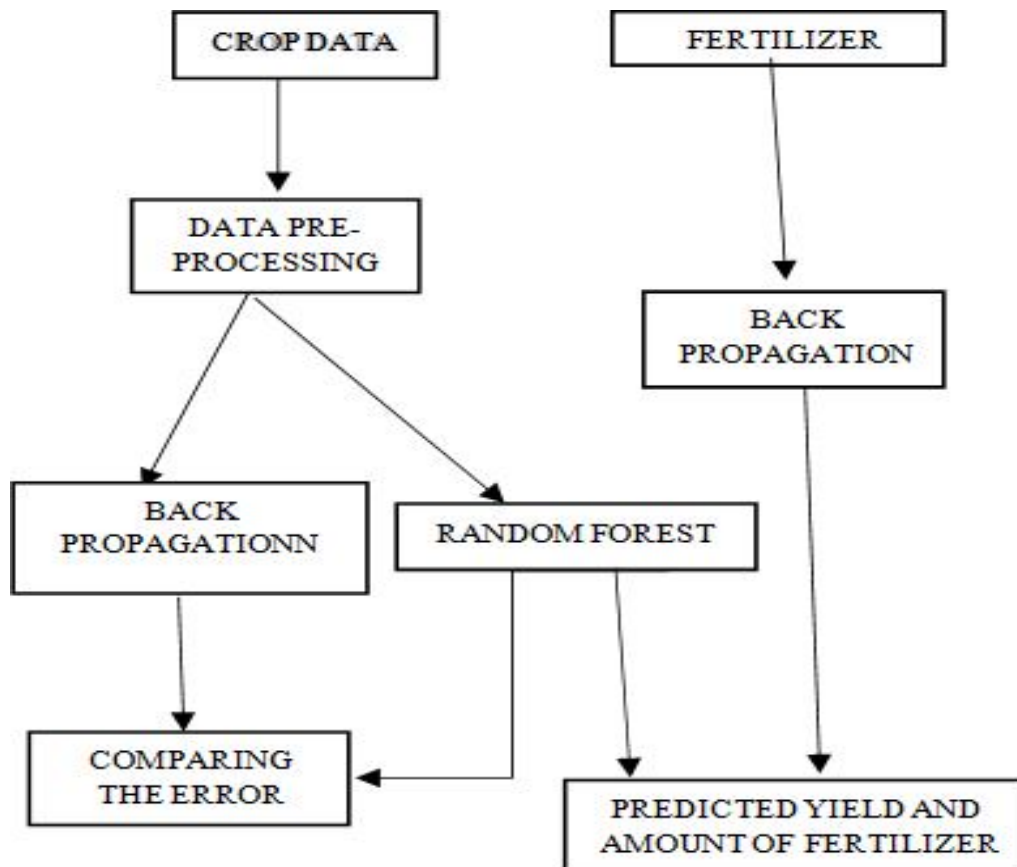 CROP DATA
FERTILIZER
DATA PRE-
PROCESSING
BACK
PROPAGATION
BACK
PROPAGATIONN
RANDOM FOREST
COMPARING
THE ERROR
PREDICTED YIELD AND
AMOUNT OF FERTILIZER